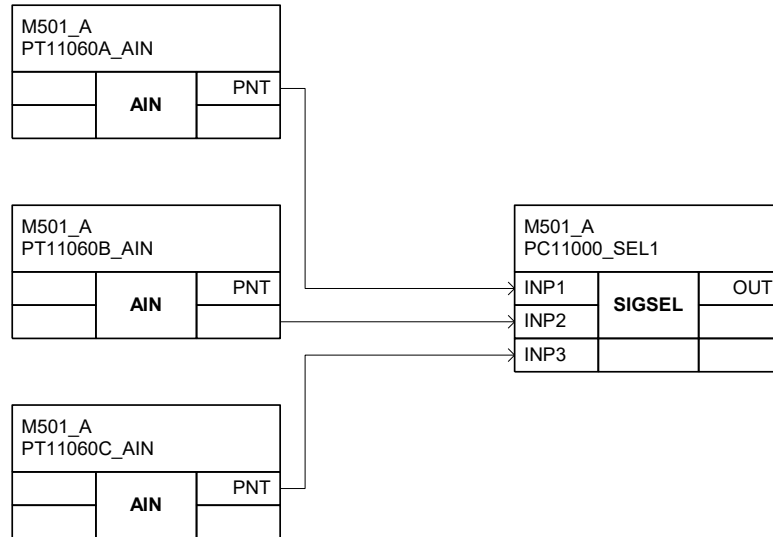 M501_A
PT11060A_AIN
AIN
PNT
M501_A
PT11060B_AIN
AIN
PNT
M501_A
PC11000_SEL1
INP1
SIGSEL
OUT
INP2
INP3
M501_A
PT11060C_AIN
AIN
PNT